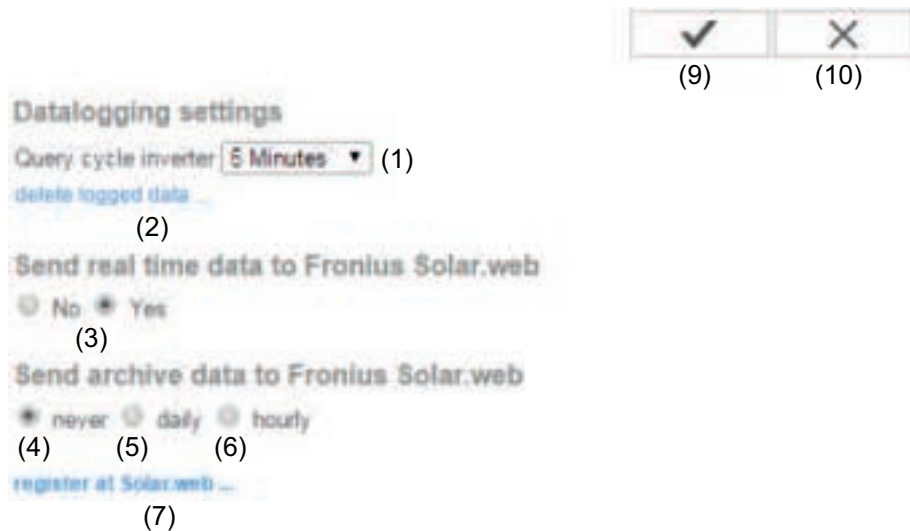 (9) (10)
Datalogging settings
Query cycle inverter 5 Minutes (1)
delete logged data ...
(2)
Send real time data to Fronius Solar.web
No Yes
(3)
Send archive data to Fronius Solar.web
never daily hourly
(4) (5) (6)
register at Solar.web ...
(7)